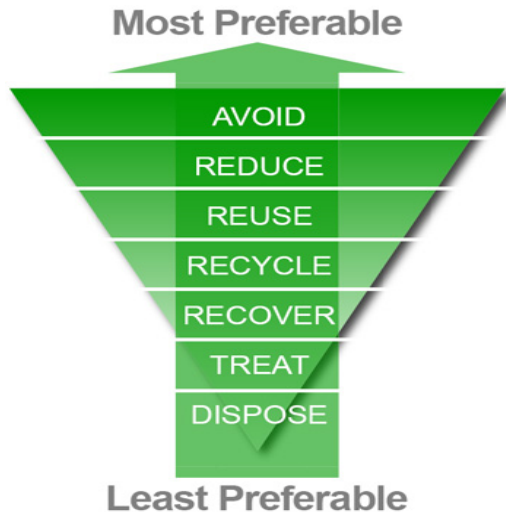 Most Preferable
AVOID
REDUCE
REUSE
RECYCLE
RECOVER
TREAT
DISPOSE
Least Preferable